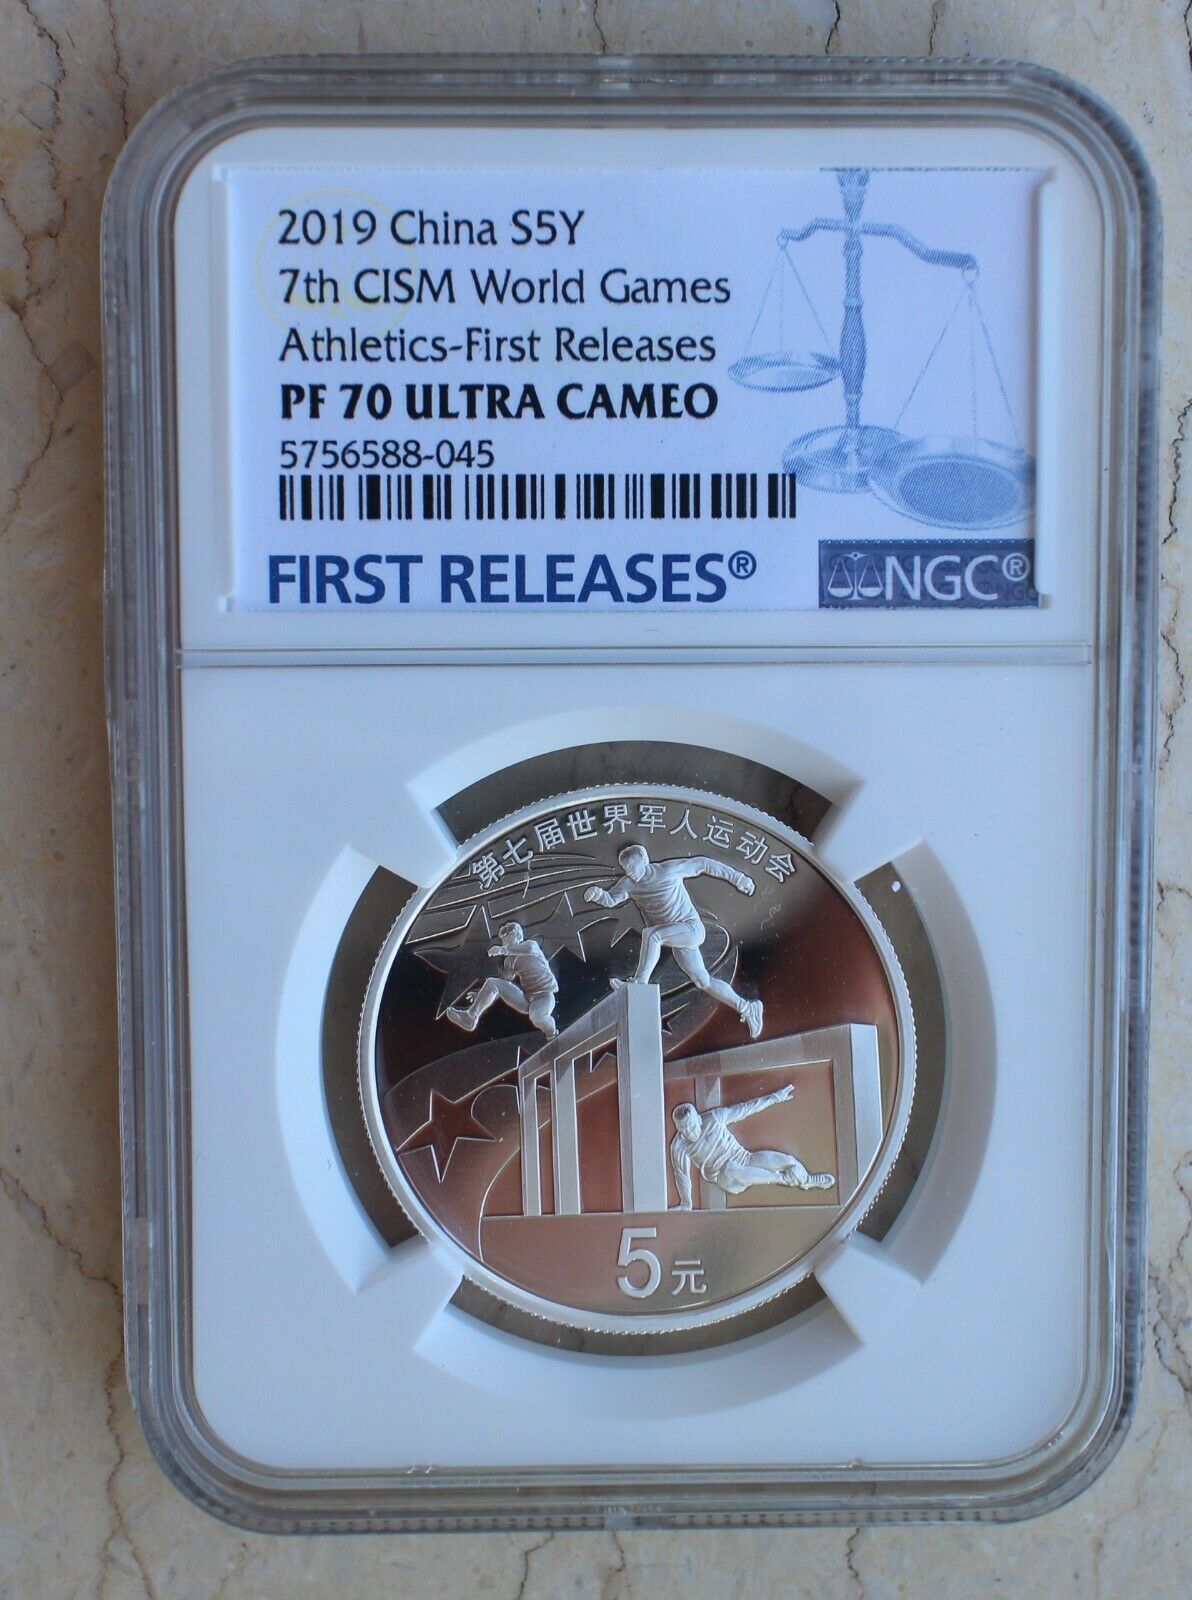 2019 China S5Y
7th CISM World Games
Athletics-First Releases
PF 70 ULTRA CAMEO
5756588-045
FIRST RELEASES®
NGC®
第七届世界军人运动会
5元